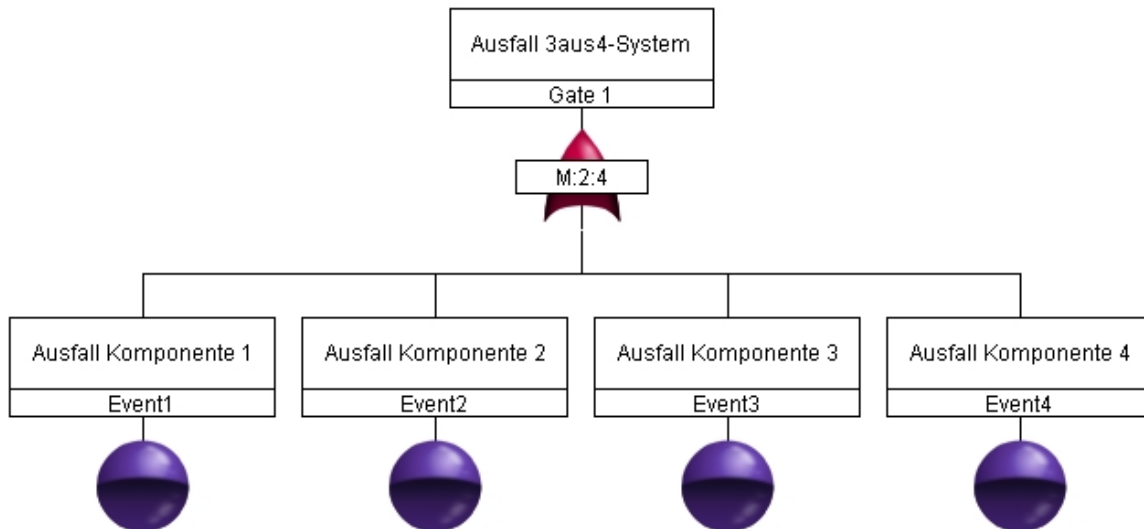 Ausfall 3aus4-System
Gate 1
M:2:4
Ausfall Komponente 1
Event1
Ausfall Komponente 2
Event2
Ausfall Komponente 3
Event3
Ausfall Komponente 4
Event4